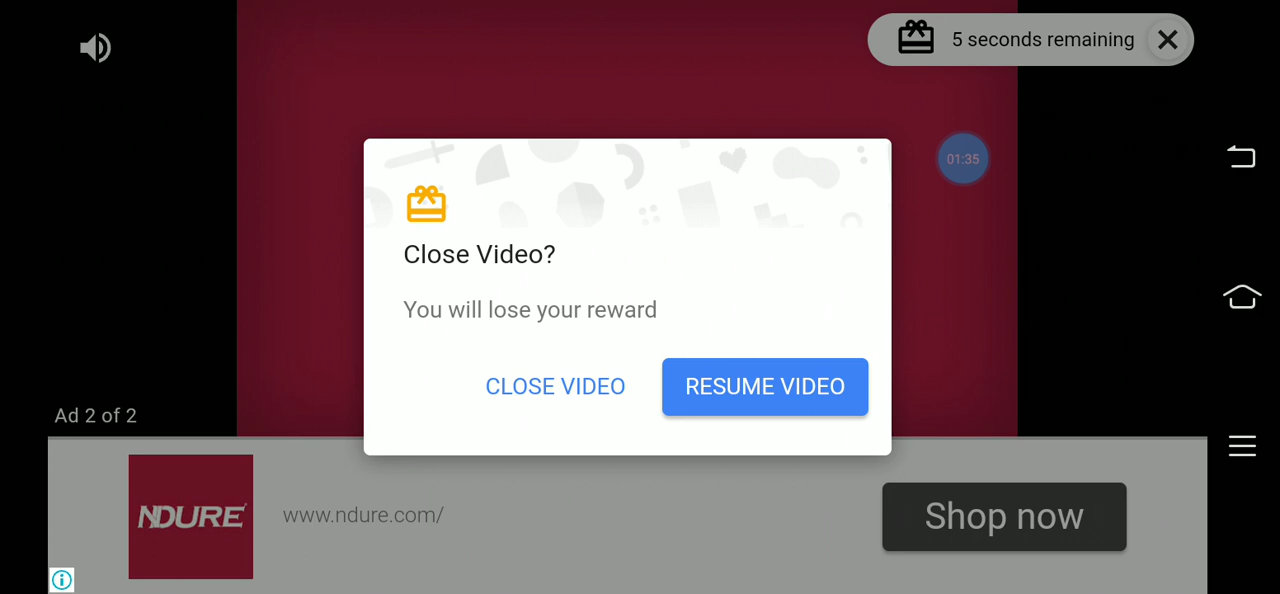 5 seconds remaining
01:35
Close Video?
You will lose your reward
CLOSE VIDEO
RESUME VIDEO
Ad 2 of 2
NDURE
www.ndure.com/
Shop now